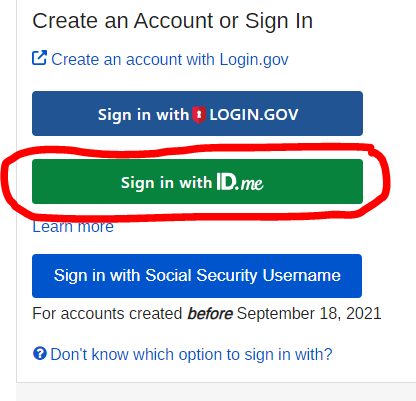 Create an Account or Sign In
Create an account with Login.gov
Sign in with LOGIN.GOV
Sign in with ID.me
Learn more
Sign in with Social Security Username
For accounts created before September 18, 2021
Don't know which option to sign in with?